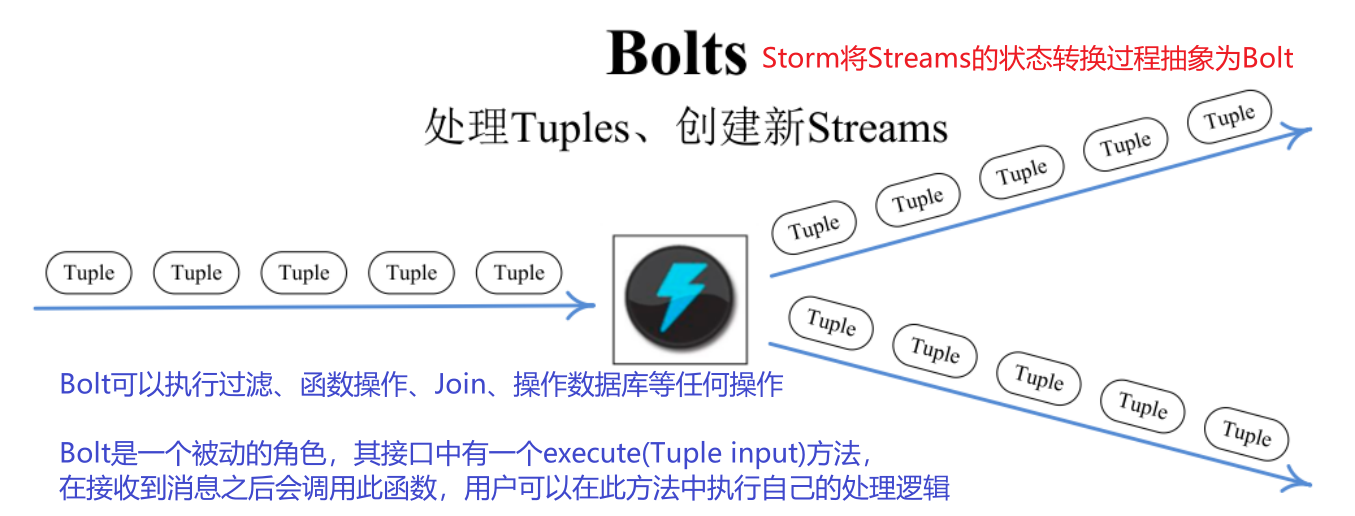 Bolts
Storm将Streams的状态转换过程抽象为Bolt
处理Tuples、创建新Streams
Tuple Tuple Tuple Tuple Tuple
Tuple Tuple Tuple Tuple Tuple
Tuple Tuple Tuple Tuple Tuple
Bolt可以执行过滤、函数操作、Join、操作数据库等任何操作
Bolt是一个被动的角色，其接口中有一个execute(Tuple input)方法，
在接收到消息之后会调用此函数，用户可以在此方法中执行自己的处理逻辑